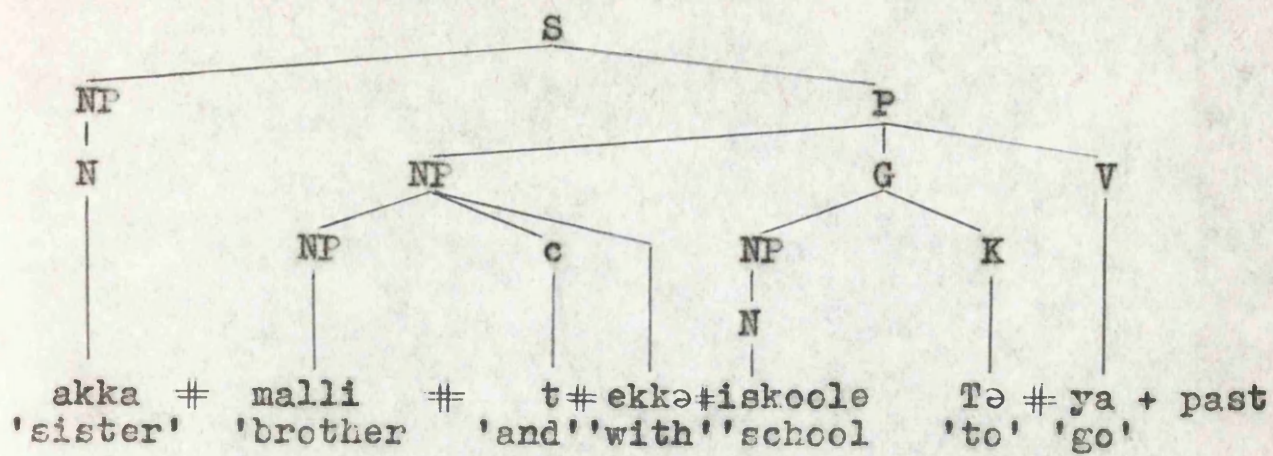 S
NP P
N NP G V
NP c NP K
N
akka # malli # t # ekkə # iskoole Tə # ya + past
'sister' 'brother 'and' 'with' 'school 'to' 'go'